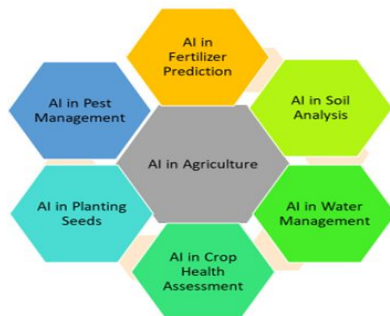 AI in
Fertilizer
Prediction
AI in Pest
Management
AI in Soil
Analysis
AI in Agriculture
AI in Planting
Seeds
AI in Water
Management
AI in Crop
Health
Assessment